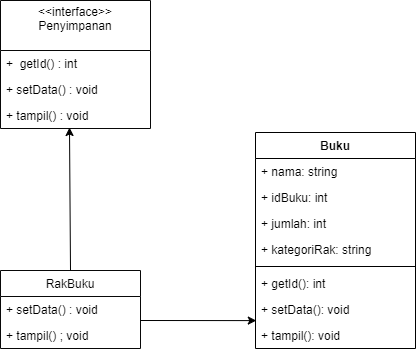 <<interface>>
Penyimpanan
+ getId() : int
+ setData() : void
+ tampil() : void
Buku
+ nama: string
+ idBuku: int
+ jumlah: int
+ kategoriRak: string
+ getId(): int
+ setData(): void
+ tampil(): void
RakBuku
+ setData() : void
+ tampil() ; void